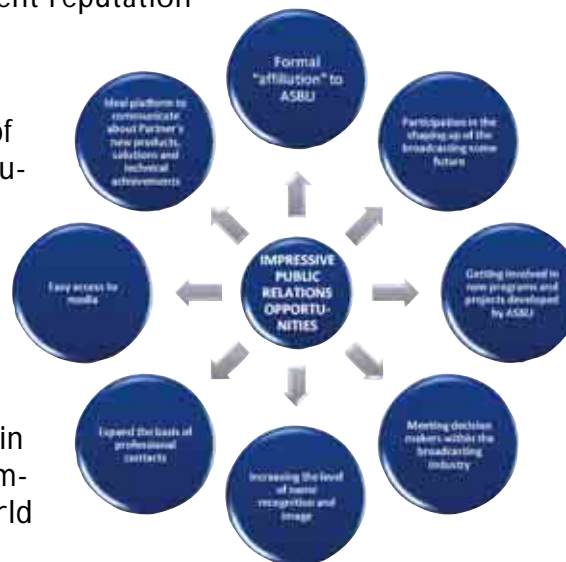 ent reputation
of
u-
in
m-
rld
Formal
"affiliation" to
ASBU
Ideal platform to
communicate
about Partner's
new products,
solutions and
technical
achievements
Participation in the
shaping up of the
broadcasting scene
future
IMPRESSIVE
PUBLIC
RELATIONS
OPPORTU-
NITIES
Easy access to
media
Getting involved in
new programs and
projects developed
by ASBU
Expand the basis of
professional
contacts
Meeting decision
makers within the
broadcasting
industry
Increasing the level
of name
recognition and
image